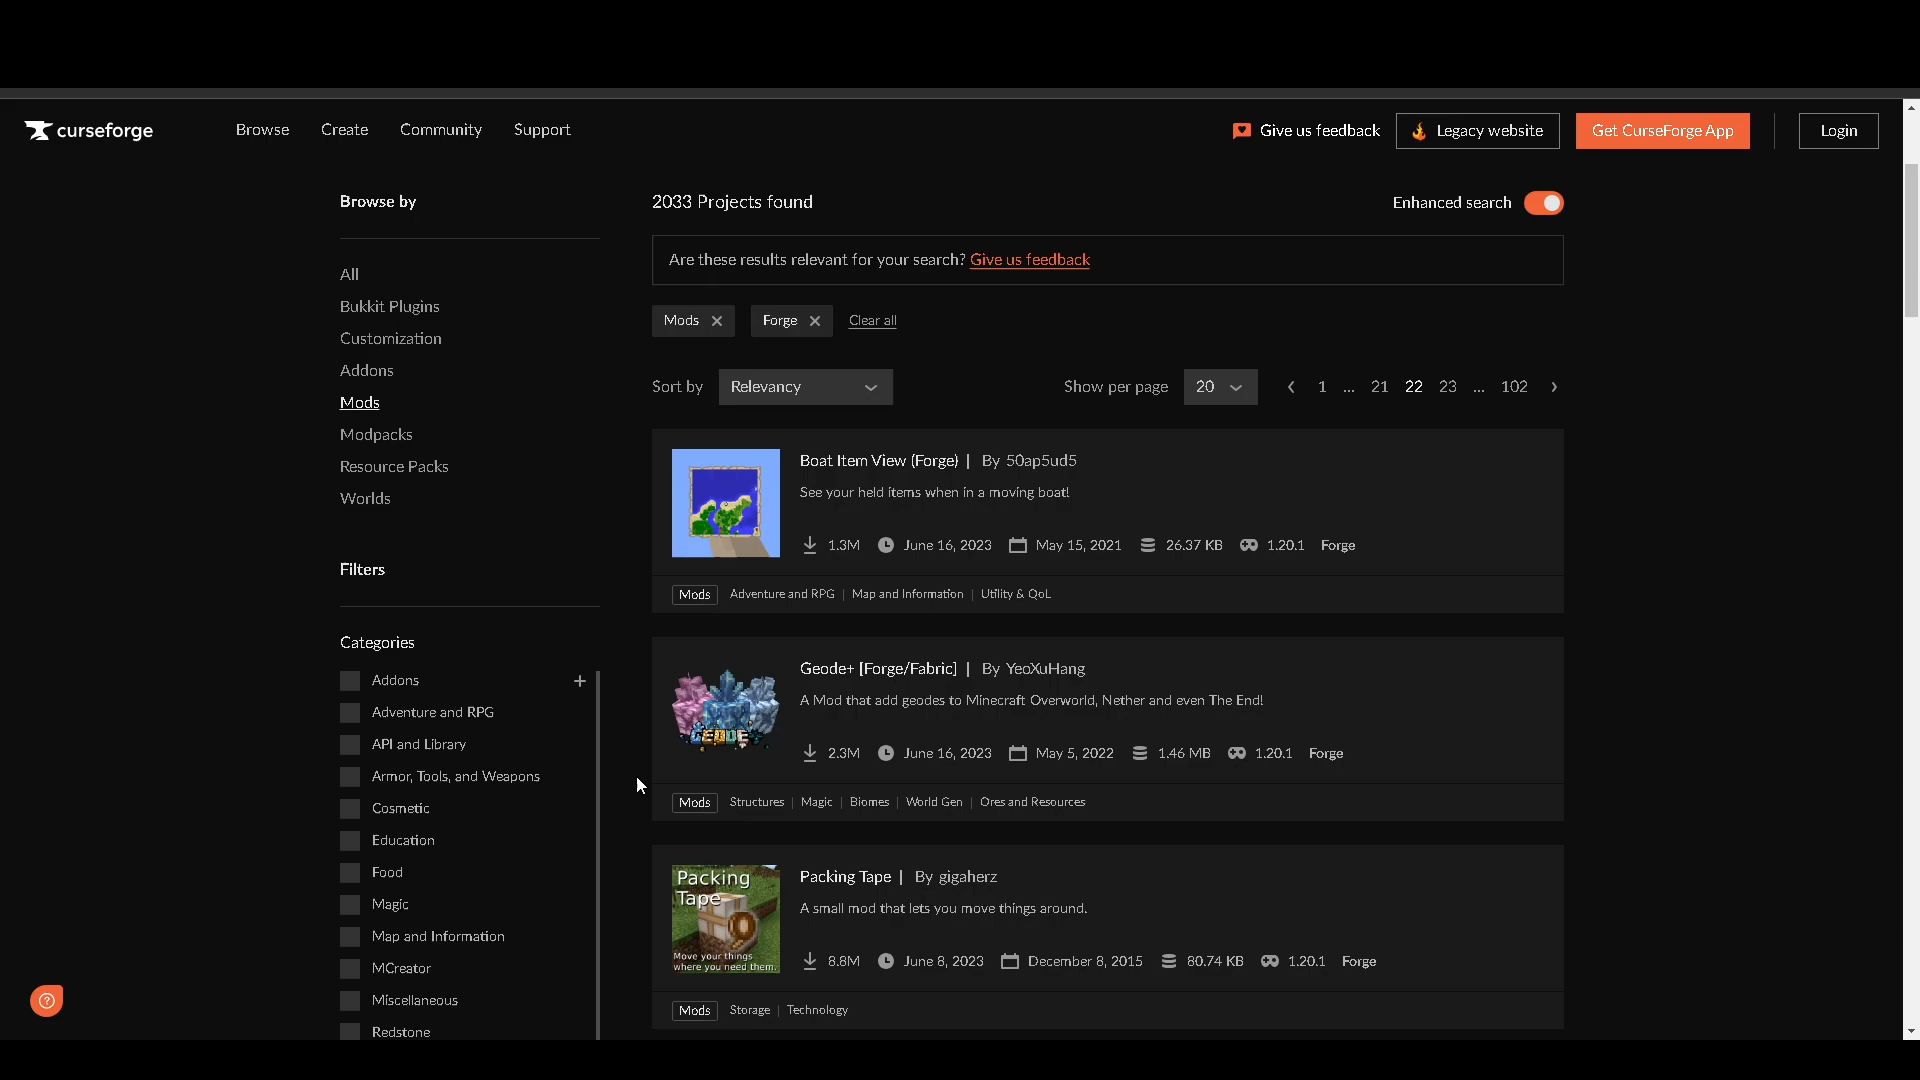 curseforge
Browse Create Community Support
Give us feedback
Legacy website
Get CurseForge App
Login
Browse by
All
Bukkit Plugins
Customization
Addons
Mods
Modpacks
Resource Packs
Worlds
Filters
Categories
Addons +
Adventure and RPG
API and Library
Armor, Tools, and Weapons
Cosmetic
Education
Food
Magic
Map and Information
MCreator
Miscellaneous
Redstone
2033 Projects found
Enhanced search
Are these results relevant for your search? Give us feedback
Mods Forge Clear all
Sort by Relevancy
Show per page 20 1 ... 21 22 23 ... 102
Boat Item View (Forge) | By 50ap5ud5
See your held items when in a moving boat!
1.3M June 16, 2023 May 15, 2021 26.37 KB 1.20.1 Forge
Mods Adventure and RPG | Map and Information | Utility & QoL
GEODE
Geode+ [Forge/Fabric] | By YeoXuHang
A Mod that add geodes to Minecraft Overworld, Nether and even The End!
2.3M June 16, 2023 May 5, 2022 1.46 MB 1.20.1 Forge
Mods Structures | Magic | Biomes | World Gen | Ores and Resources
Packing
Tape
Move your things
where you need them.
Packing Tape | By gigaherz
A small mod that lets you move things around.
8.8M June 8, 2023 December 8, 2015 80.74 KB 1.20.1 Forge
Mods Storage | Technology